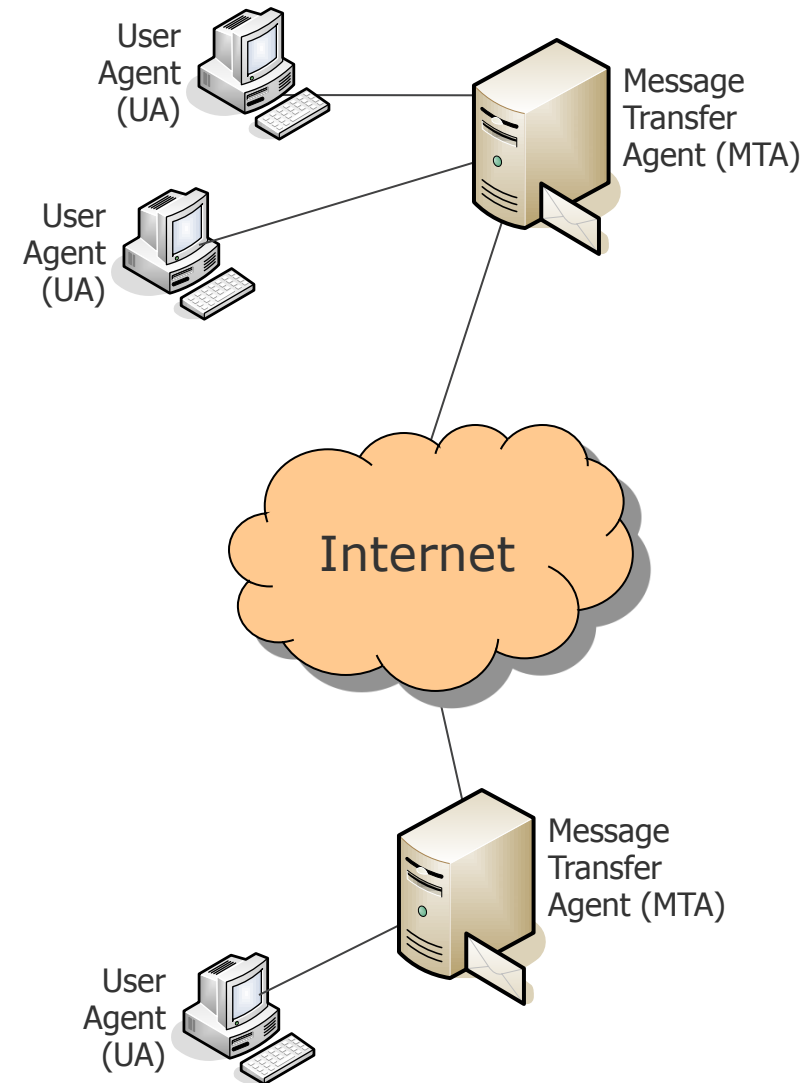 User
Agent
(UA)
Message
Transfer
Agent (MTA)
User
Agent
(UA)
Internet
Message
Transfer
Agent (MTA)
User
Agent
(UA)